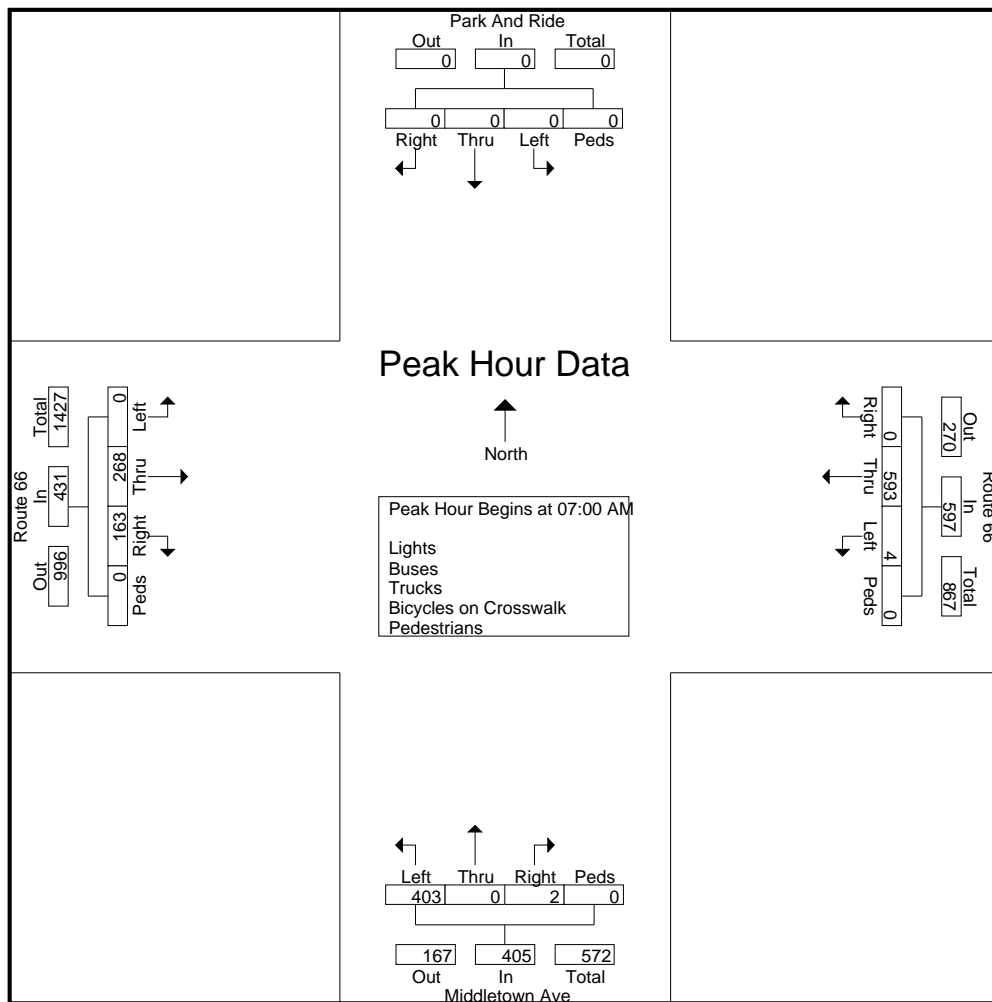 Park And Ride
Out In Total
0 0 0
0 0 0 0
Right Thru Left Peds
Peak Hour Data
North
Peak Hour Begins at 07:00 AM
Lights
Buses
Trucks
Bicycles on Crosswalk
Pedestrians
Route 66
Total In Out
1427 431 996
0 268 163 0
Left Thru Right Peds
Route 66
Out In Total
270 597 867
0 593 4 0
Right Thru Left Peds
Left Thru Right Peds
403 0 2 0
167 405 572
Out In Total
Middletown Ave